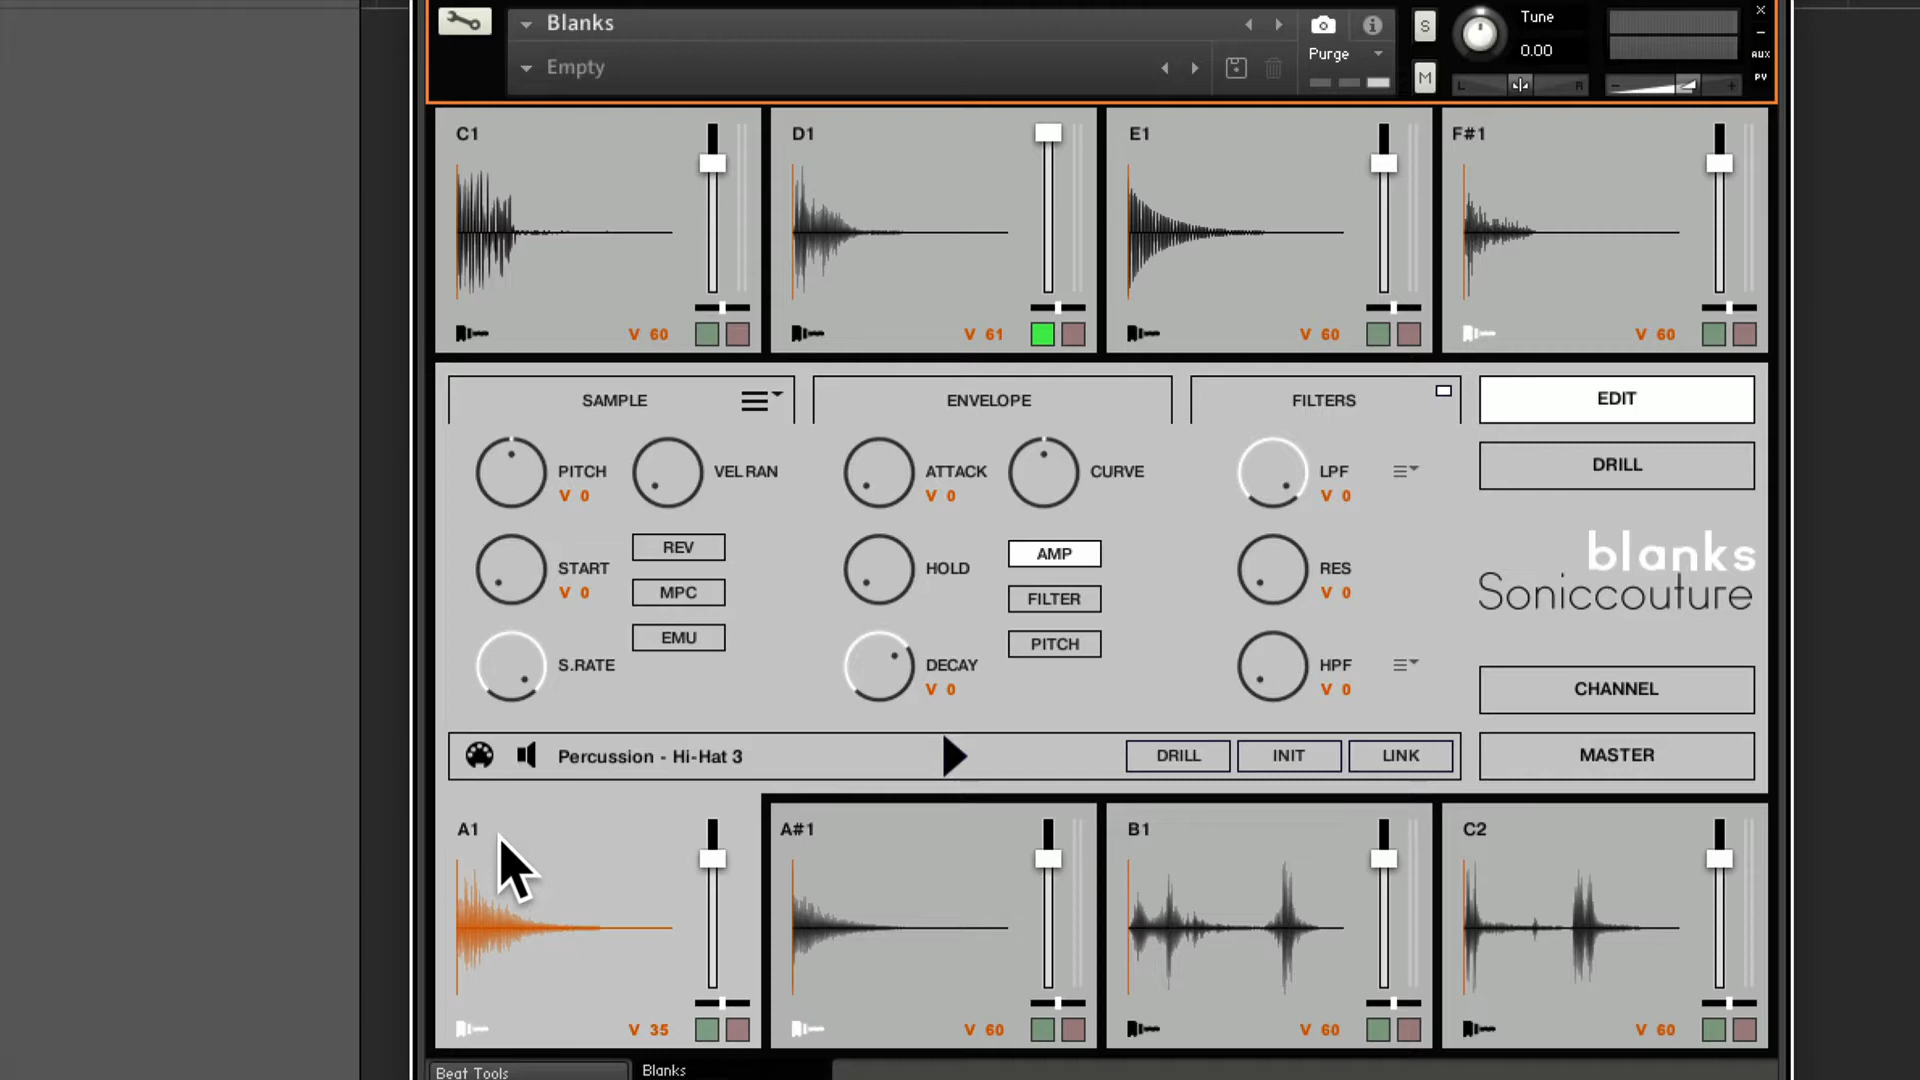 Blanks
Empty
Purge
S
M
Tune
0.00
L
R
AUX
PV
C1
V 60
D1
V 61
E1
V 60
F#1
V 60
SAMPLE
PITCH
V 0
VEL RAN
START
V 0
REV
MPC
EMU
S.RATE
ENVELOPE
ATTACK
V 0
CURVE
HOLD
AMP
FILTER
PITCH
DECAY
V 0
FILTERS
LPF
V 0
RES
V 0
HPF
V 0
EDIT
DRILL
blanks
Soniccouture
CHANNEL
MASTER
Percussion - Hi-Hat 3
DRILL
INIT
LINK
A1
V 35
A#1
V 60
B1
V 60
C2
V 60
Beat Tools
Blanks